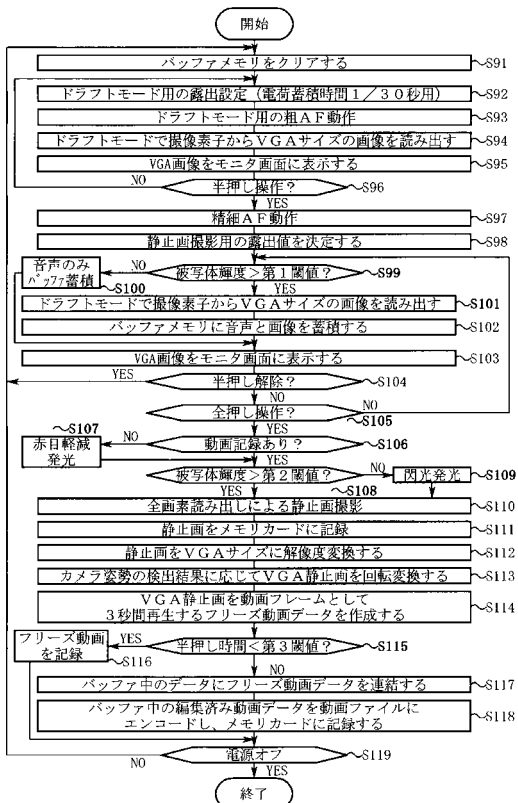 開始
バッファメモリをクリアする
S91
ドラフトモード用の露出設定（電荷蓄積時間１／３０秒用）
S92
ドラフトモード用の粗ＡＦ動作
S93
ドラフトモードで撮像素子からＶＧＡサイズの画像を読み出す
S94
VGA画像をモニタ画面に表示する
S95
NO
半押し操作？
S96
YES
精細ＡＦ動作
S97
静止画撮影用の露出値を決定する
S98
音声のみ
ﾊﾞｯﾌｧ蓄積
S100
NO
被写体輝度＞第１閾値？
S99
YES
ドラフトモードで撮像素子からＶＧＡサイズの画像を読み出す
S101
バッファメモリに音声と画像を蓄積する
S102
VGA画像をモニタ画面に表示する
S103
YES
半押し解除？
S104
NO
全押し操作？
NO
S105
YES
S107
赤目軽減
発光
NO
動画記録あり？
S106
YES
被写体輝度＞第２閾値？
NO
閃光発光
S109
YES
S108
全画素読み出しによる静止画撮影
S110
静止画をメモリカードに記録
S111
静止画をＶＧＡサイズに解像度変換する
S112
カメラ姿勢の検出結果に応じてＶＧＡ静止画を回転変換する
S113
ＶＧＡ静止画を動画フレームとして
３秒間再生するフリーズ動画データを作成する
S114
フリーズ動画
を記録
S116
YES
半押し時間＜第３閾値？
S115
NO
バッファ中のデータにフリーズ動画データを連結する
S117
バッファ中の編集済み動画データを動画ファイルに
エンコードし、メモリカードに記録する
S118
NO
電源オフ
S119
YES
終了